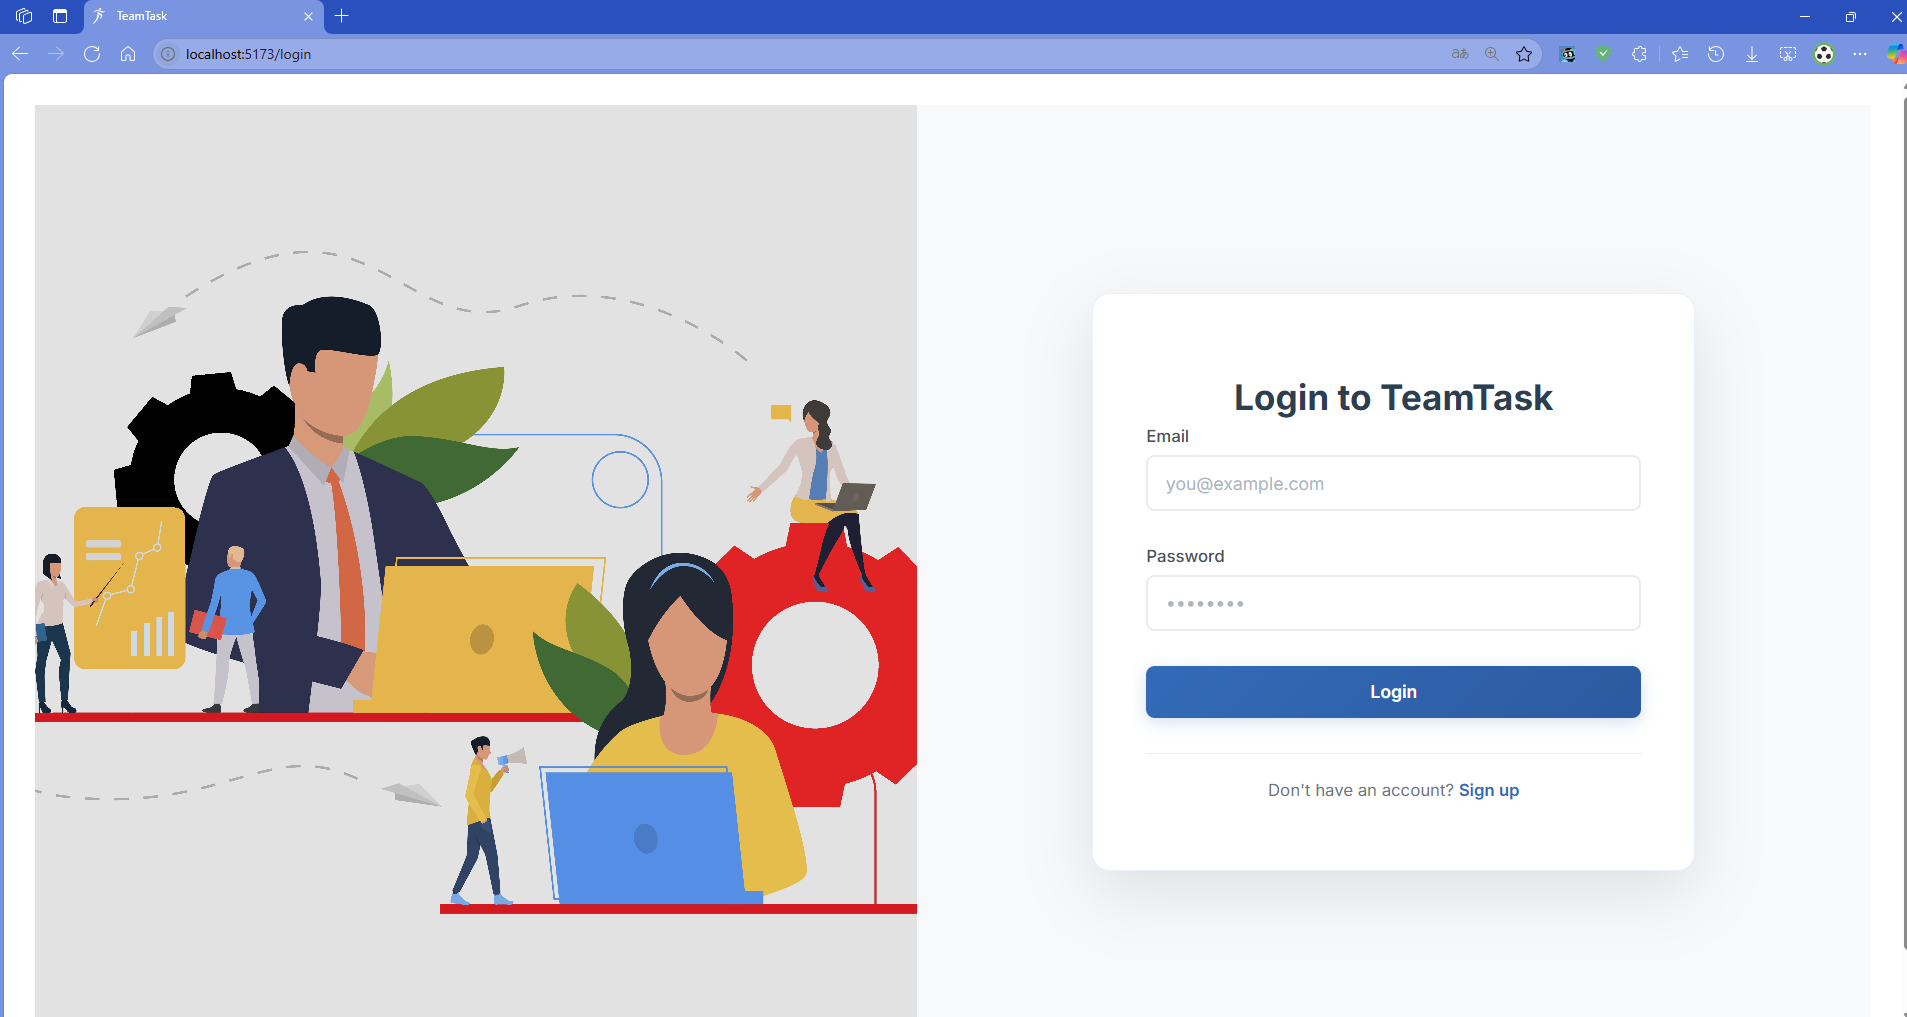 TeamTask
localhost:5173/login
Login to TeamTask
Email
you@example.com
Password
Login
Don't have an account? Sign up